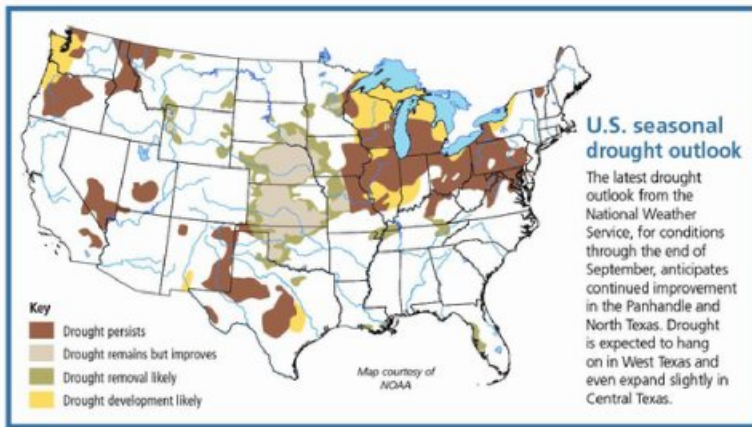 U.S. seasonal
drought outlook
The latest drought
outlook from the
National Weather
Service, for conditions
through the end of
September, anticipates
continued improvement
in the Panhandle and
North Texas. Drought
is expected to hang
on in West Texas and
even expand slightly in
Central Texas.
Key
Drought persists
Drought remains but improves
Drought removal likely
Drought development likely
Map courtesy of
NOAA